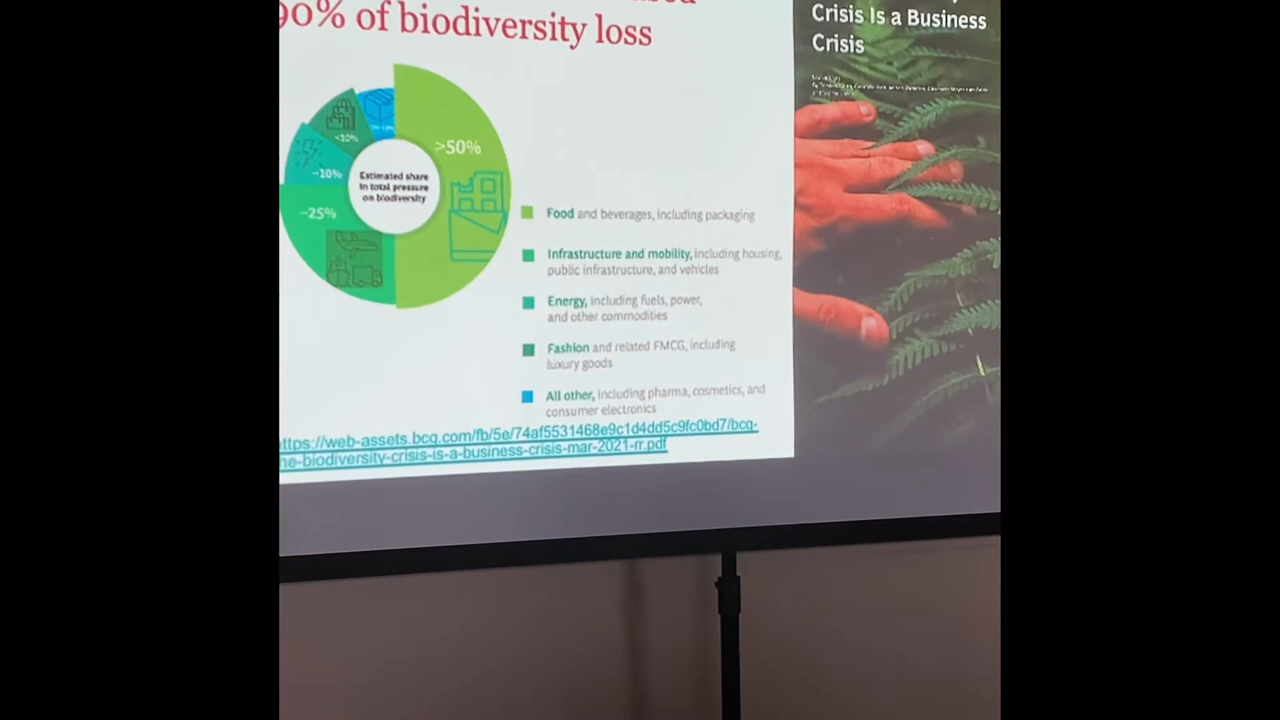 90% of biodiversity loss
Crisis Is a Business
Crisis
>50%
<10%
~10%
~25%
Estimated share
in total pressure
on biodiversity
Food and beverages, including packaging
Infrastructure and mobility, including housing,
public infrastructure, and vehicles
Energy, including fuels, power,
and other commodities
Fashion and related FMCG, including
luxury goods
All other, including pharma, cosmetics, and
consumer electronics
ttps://web-assets.bcg.com/fb/5e/74af5531468e9c1d4dd5c9fc0bd7/bcg-
he-biodiversity-crisis-is-a-business-crisis-mar-2021-rr.pdf